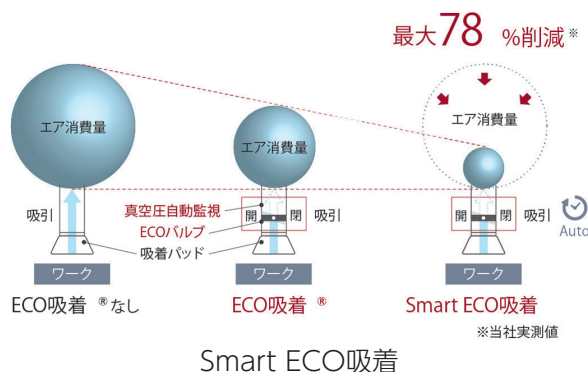 最大78 %削減※
エア消費量
エア消費量
エア消費量
吸引
真空圧自動監視
ECOバルブ
吸着パッド
開 閉
吸引
開 閉
吸引
Auto
ワーク
ワーク
ワーク
ECO吸着 ®なし
ECO吸着 ®
Smart ECO吸着
※当社実測値
Smart ECO吸着